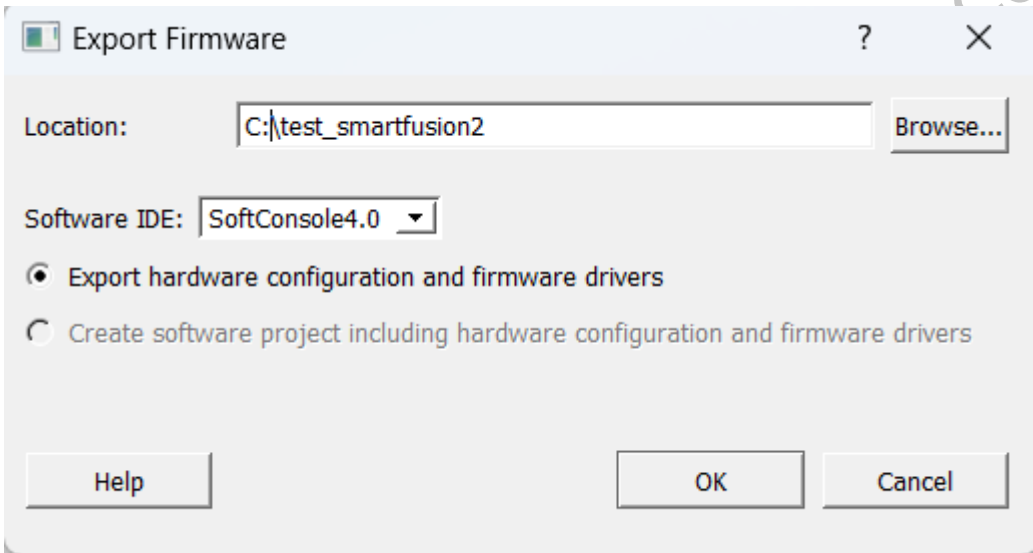 Export Firmware ?
Location: C:\test_smartfusion2 Browse...
Software IDE: SoftConsole4.0
Export hardware configuration and firmware drivers
Create software project including hardware configuration and firmware drivers
Help OK Cancel